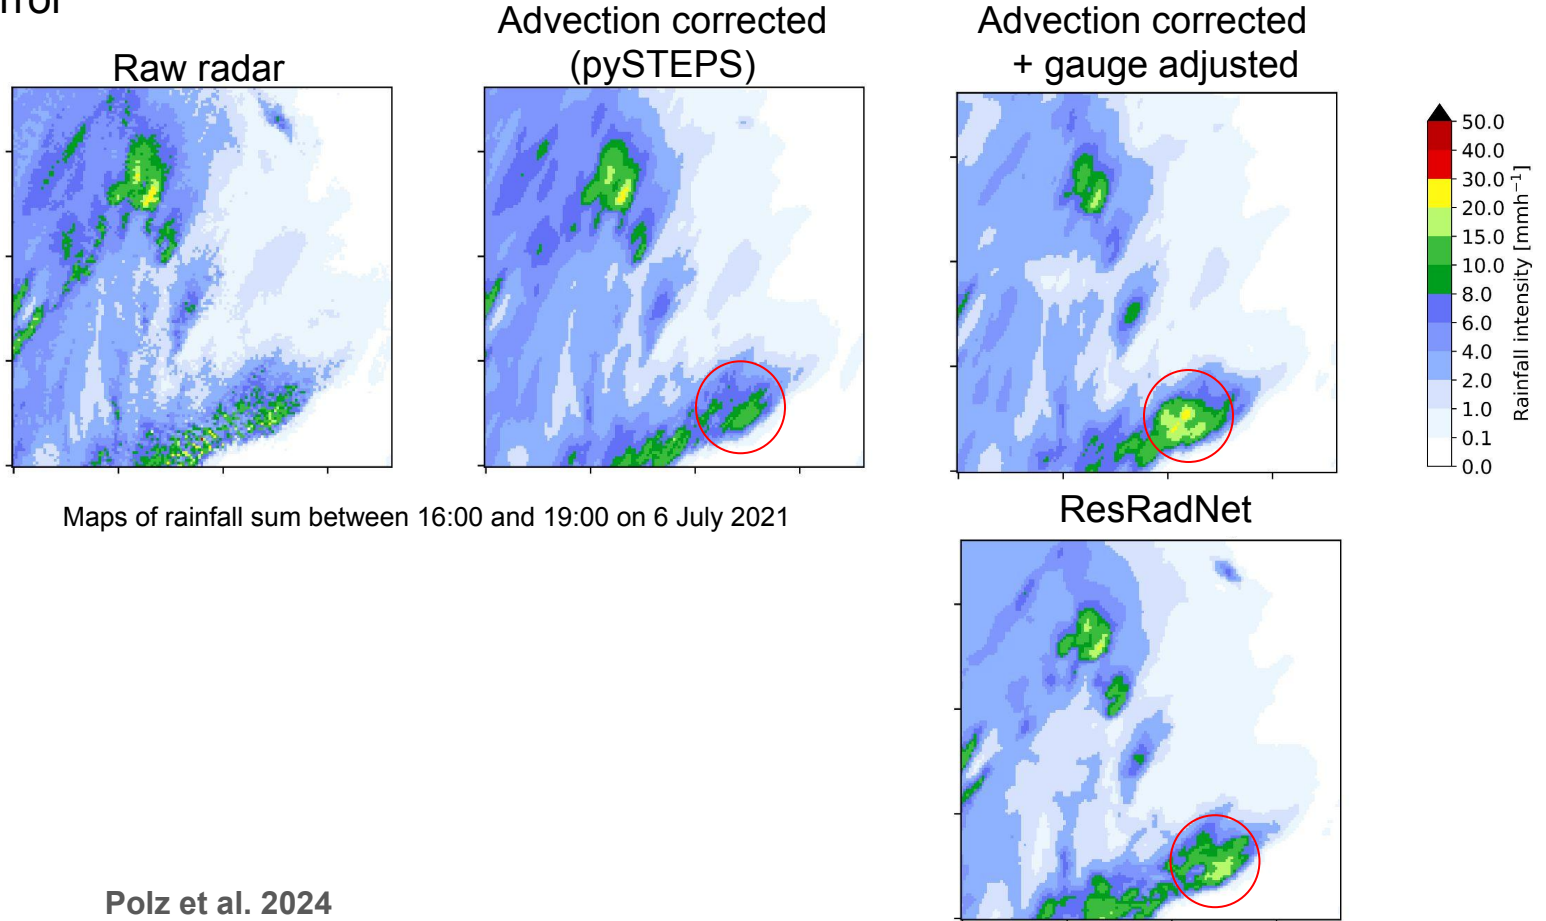 Raw radar
Advection corrected
(pySTEPS)
Advection corrected
+ gauge adjusted
50.0
40.0
30.0
20.0
15.0
10.0
8.0
6.0
4.0
2.0
1.0
0.1
0.0
Rainfall intensity [mmh⁻¹]
Maps of rainfall sum between 16:00 and 19:00 on 6 July 2021
ResRadNet
Polz et al. 2024